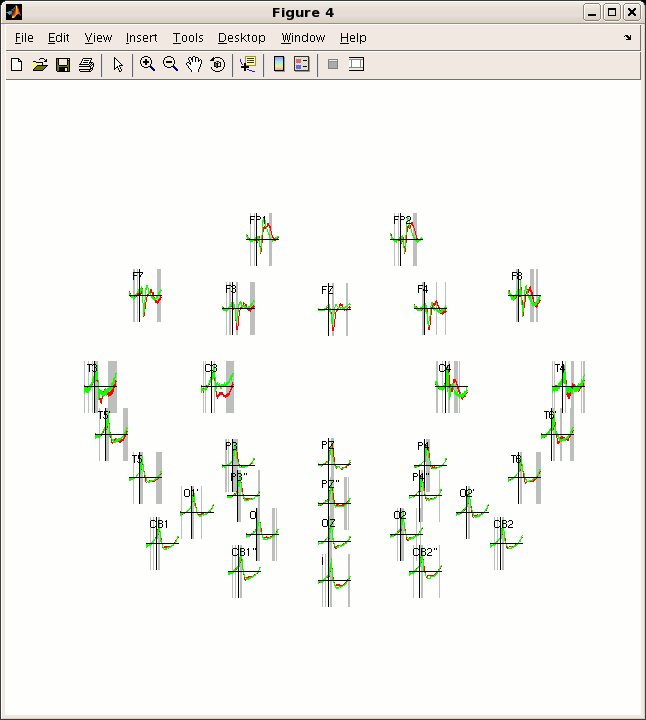 Figure 4
File Edit View Insert Tools Desktop Window Help
FP1 FP2
F7 F3 FZ F4 F8
T3 C3 C4 T4
T5' T6'
T5 P3 PZ P4 T6
P3" PZ" P4"
O1' O2'
CB1 O OZ O2 CB2
CB1" I CB2"